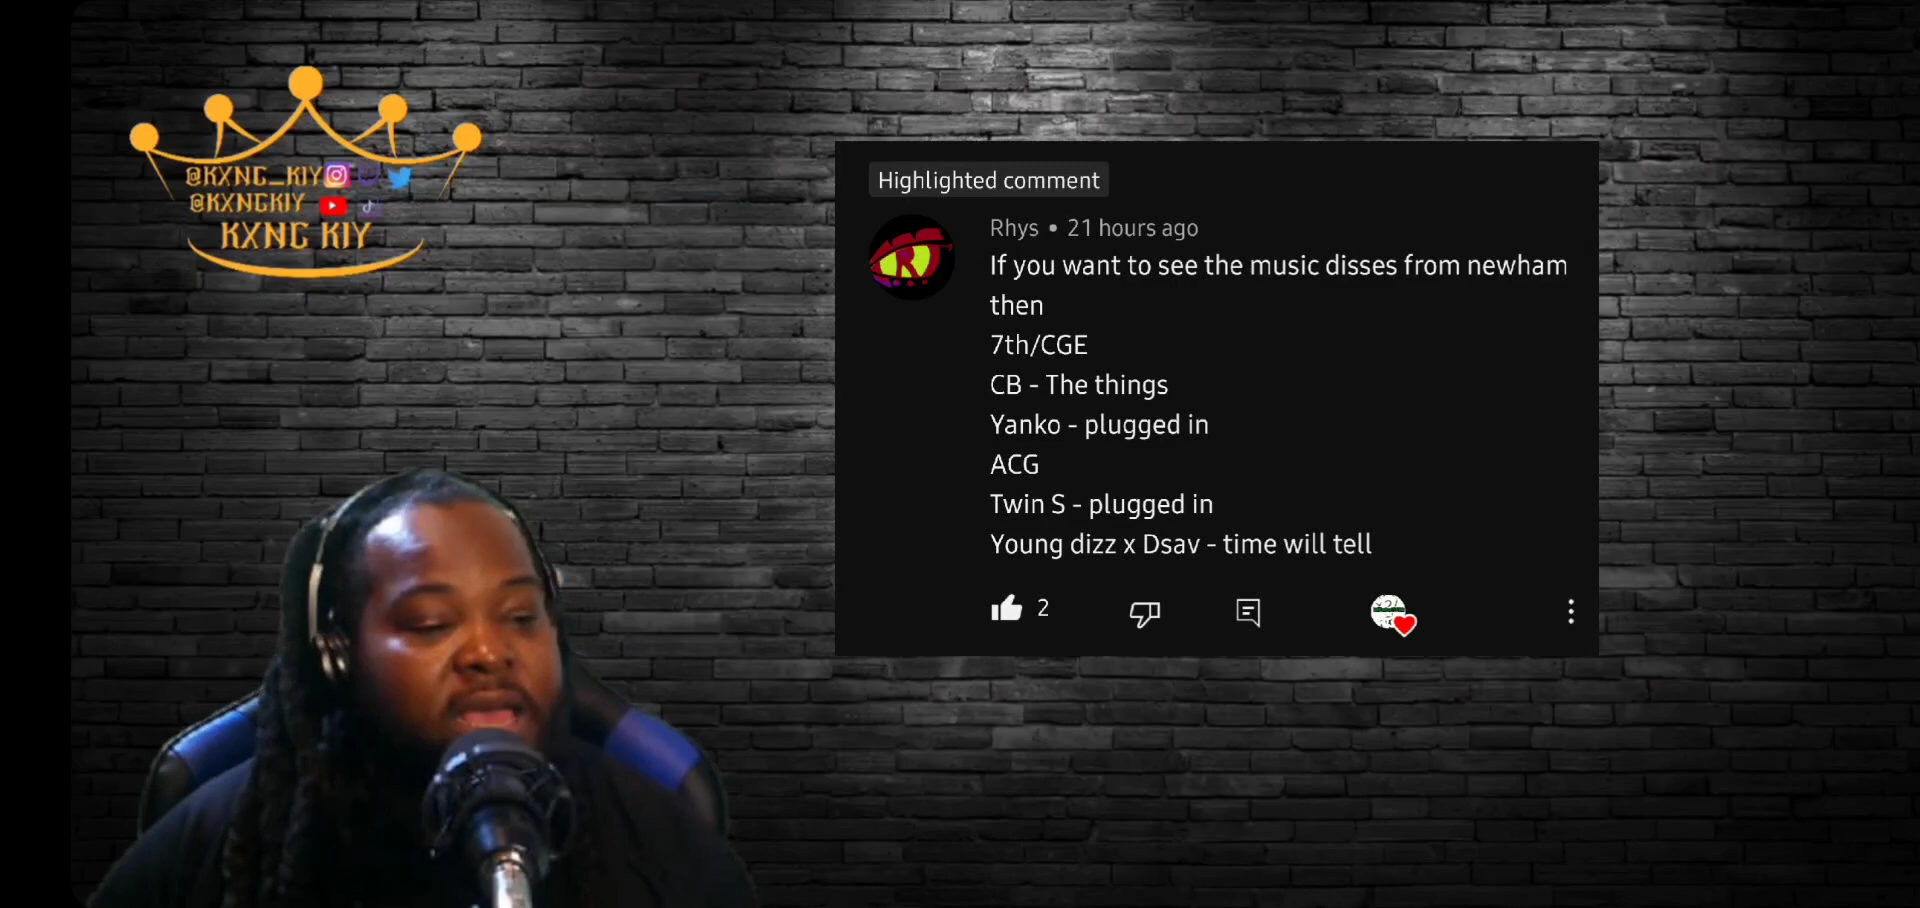 @KXNG_KIY
@KXNGKIY
KXNG KIY
Highlighted comment
Rhys • 21 hours ago
If you want to see the music disses from newham
then
7th/CGE
CB - The things
Yanko - plugged in
ACG
Twin S - plugged in
Young dizz x Dsav - time will tell
2